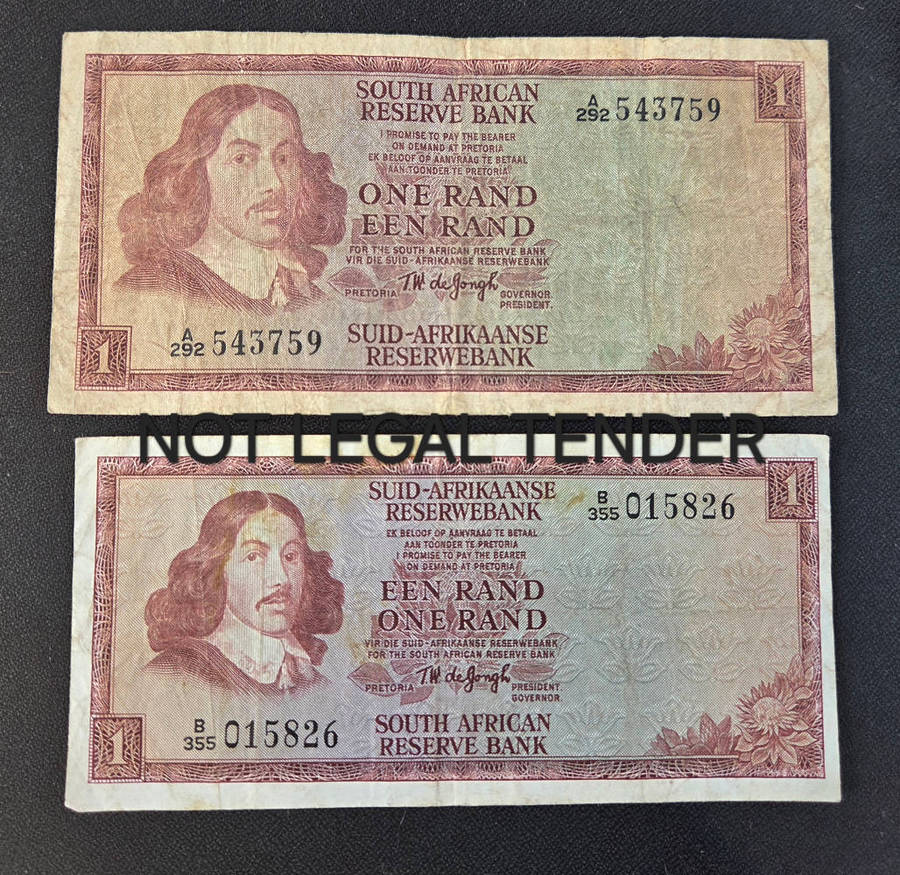 1
SOUTH AFRICAN
RESERVE BANK
A/292 543759
I PROMISE TO PAY THE BEARER
ON DEMAND AT PRETORIA
EK BELOOF OP AANVRAAG TE BETAAL
AAN TOONDER TE PRETORIA
ONE RAND
EEN RAND
FOR THE SOUTH AFRICAN RESERVE BANK
VIR DIE SUID-AFRIKAANSE RESERWEBANK
T.W. de Jongh
PRETORIA GOVERNOR.
PRESIDENT.
A/292 543759
SUID-AFRIKAANSE
RESERWEBANK
1
NOT LEGAL TENDER
1
SUID-AFRIKAANSE
RESERWEBANK
B/355 015826
EK BELOOF OP AANVRAAG TE BETAAL
AAN TOONDER TE PRETORIA
I PROMISE TO PAY THE BEARER
ON DEMAND AT PRETORIA
EEN RAND
ONE RAND
VIR DIE SUID-AFRIKAANSE RESERWEBANK
FOR THE SOUTH AFRICAN RESERVE BANK
T.W. de Jongh
PRETORIA PRESIDENT.
GOVERNOR.
B/355 015826
SOUTH AFRICAN
RESERVE BANK
1